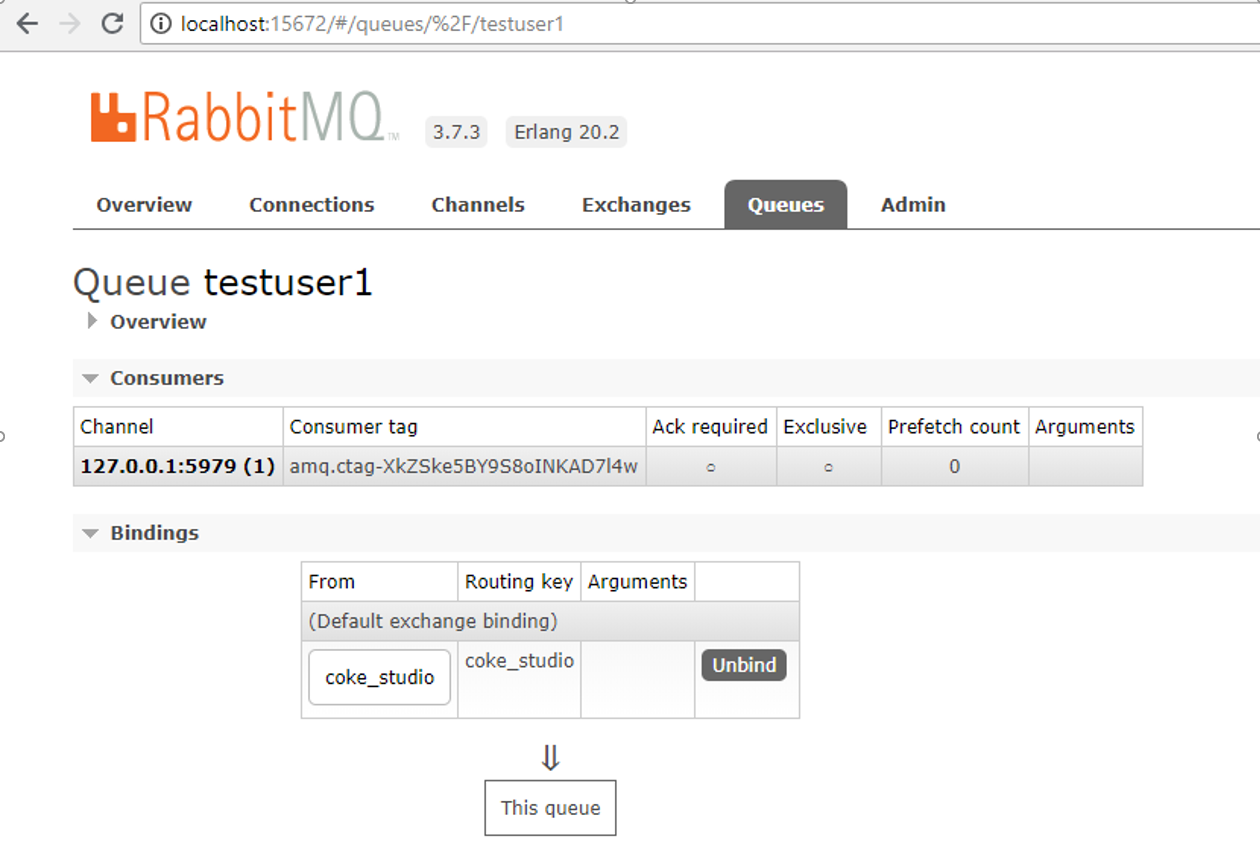 localhost:15672/#/queues/%2F/testuser1
RabbitMQ TM 3.7.3 Erlang 20.2
Overview Connections Channels Exchanges Queues Admin
Queue testuser1
Overview
Consumers
Channel Consumer tag Ack required Exclusive Prefetch count Arguments
127.0.0.1:5979 (1) amq.ctag-XkZSke5BY9S8oINKAD7l4w ○ ○ 0
Bindings
From Routing key Arguments
(Default exchange binding)
coke_studio coke_studio Unbind
⇓
This queue